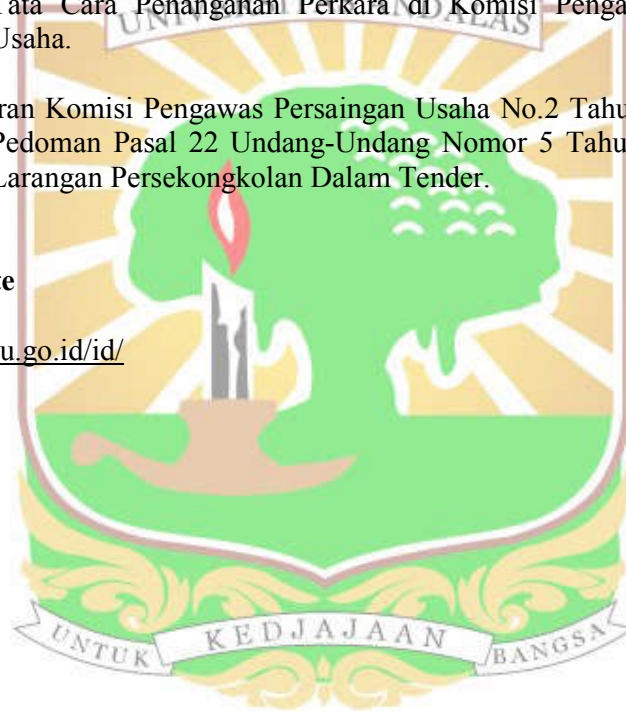 Tata Cara Penanganan Perkara di Komisi Penga
Usaha.
ran Komisi Pengawas Persaingan Usaha No.2 Tahu
Pedoman Pasal 22 Undang-Undang Nomor 5 Tahu
Larangan Persekongkolan Dalam Tender.
te
u.go.id/id/
UNTUK KEDJAJAAN BANGSA